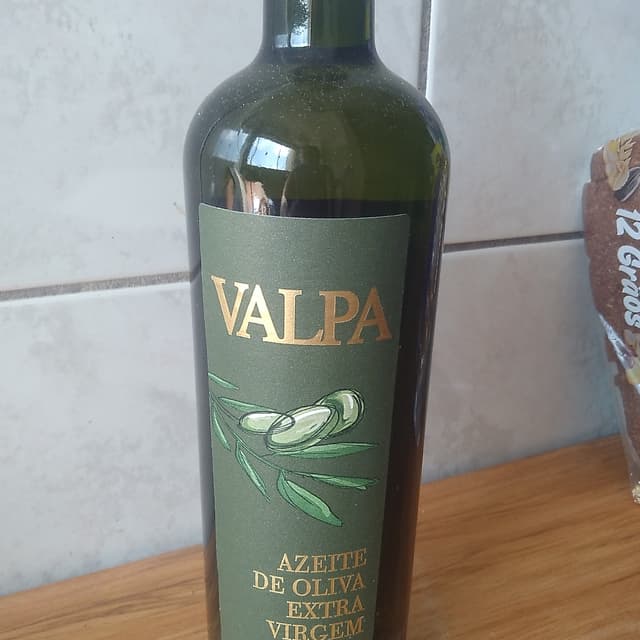 VALPA
AZEITE
DE OLIVA
EXTRA
VIRGEM
12 Grãos